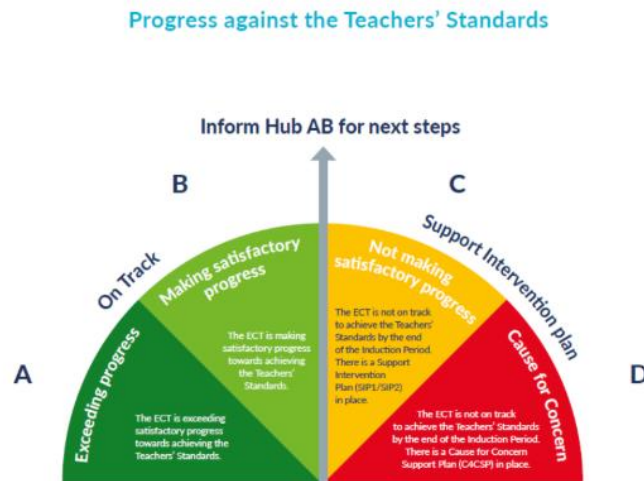 Progress against the Teachers' Standards
Inform Hub AB for next steps
B
C
On Track
Support Intervention plan
Making satisfactory
progress
Not making
satisfactory progress
The ECT is making
satisfactory progress
towards achieving
the Teachers'
Standards.
The ECT is not on track
to achieve the Teachers'
Standards by the end
of the Induction Period.
There is a Support
Intervention
Plan (SIP1/SIP2)
in place.
A
D
Exceeding progress
Cause for Concern
The ECT is exceeding
satisfactory progress
towards achieving the
Teachers' Standards.
The ECT is not on track
to achieve the Teachers' Standards
by the end of the Induction Period.
There is a Cause for Concern
Support Plan (C4CSP) in place.